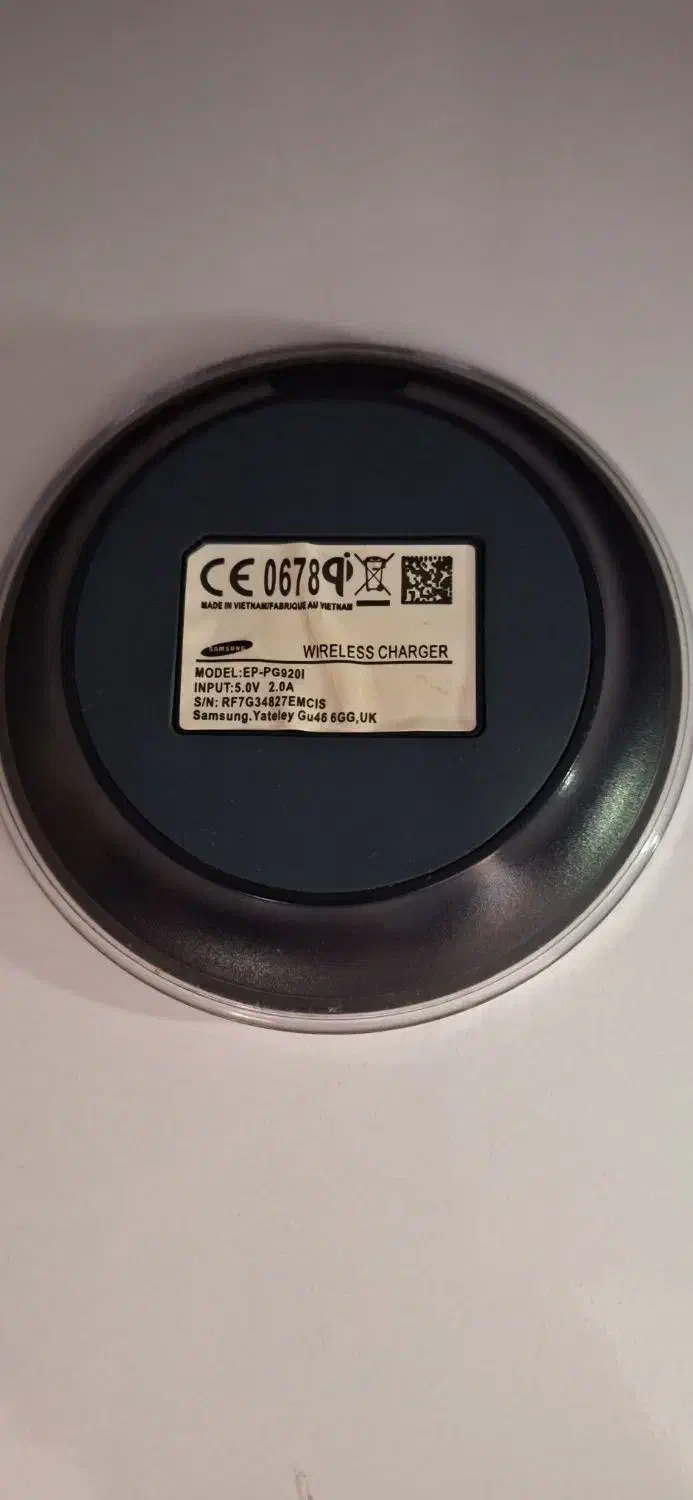 CE 0678 qi
MADE IN VIETNAM/FABRIQUE AU VIETNAM
SAMSUNG WIRELESS CHARGER
MODEL:EP-PG920I
INPUT:5.0V 2.0A
S/N: RF7G34827EMCIS
Samsung.Yateley Gu46 6GG,UK